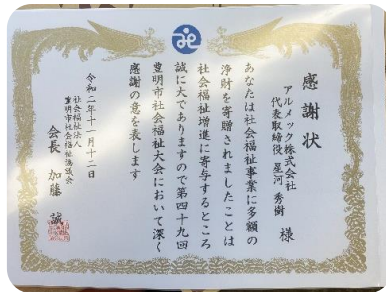 感謝状
アルメック株式会社
代表取締役 星河 秀樹 様
あなたは社会福祉事業に多額の
浄財を寄贈されましたことは
社会福祉増進に寄与するところ
誠に大でありますので第四十九回
豊明市社会福祉大会において深く
感謝の意を表します
令和二年十一月十二日
社会福祉法人
豊明市社会福祉協議会
会長 加藤 誠